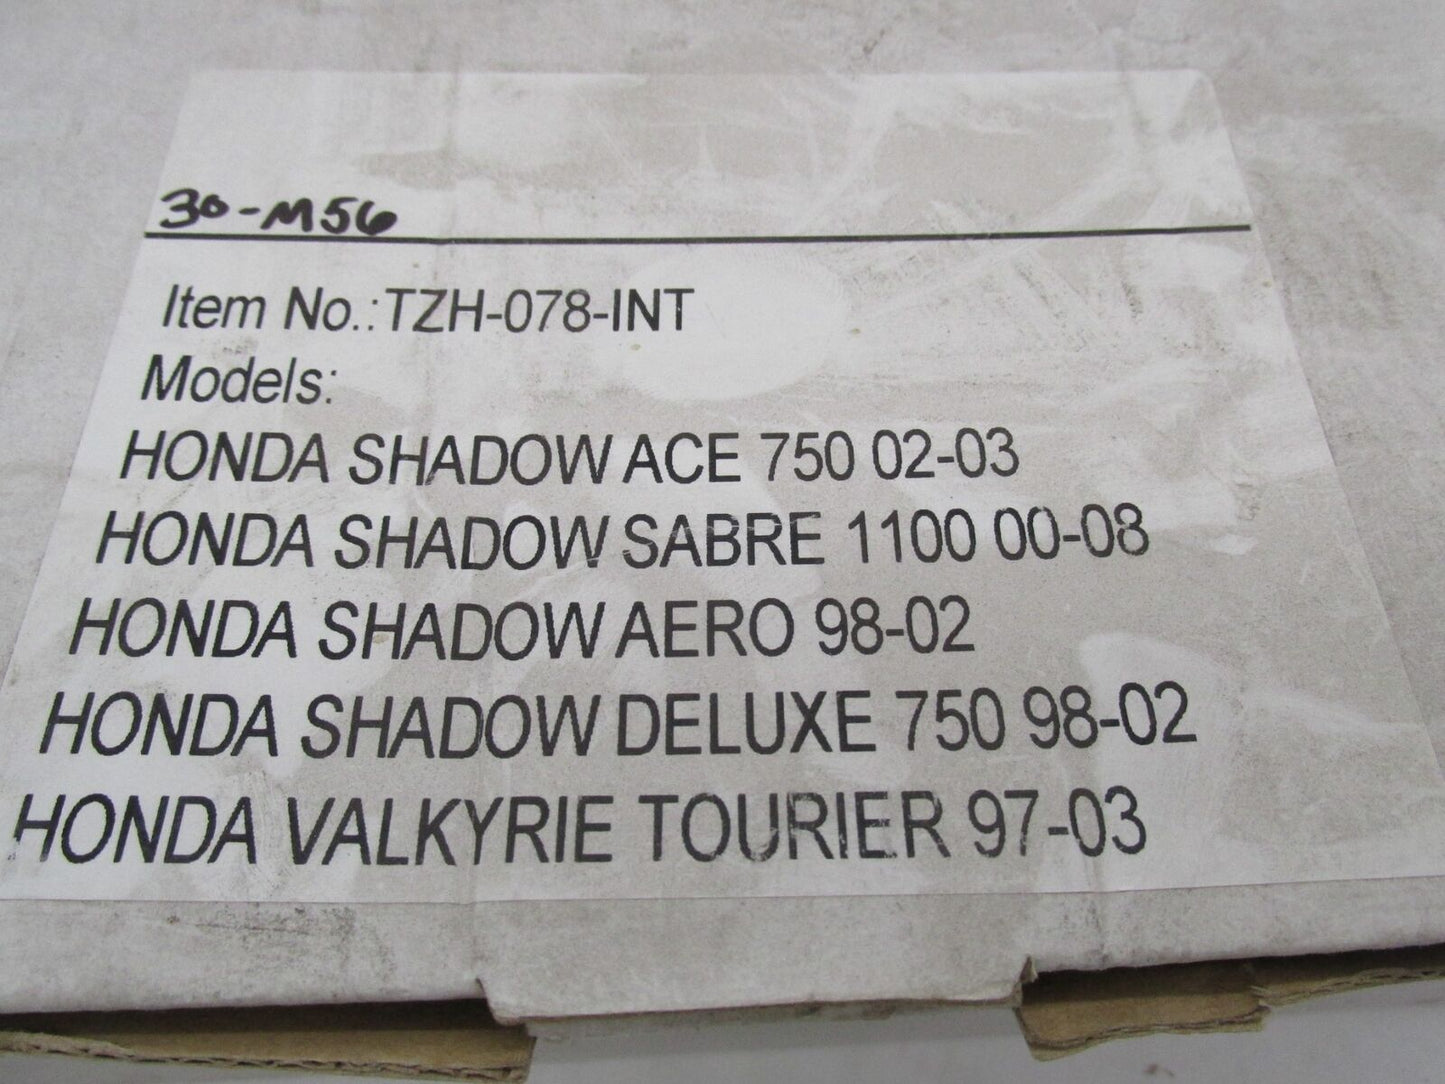 30-M56
Item No.:TZH-078-INT
Models:
HONDA SHADOW ACE 750 02-03
HONDA SHADOW SABRE 1100 00-08
HONDA SHADOW AERO 98-02
HONDA SHADOW DELUXE 750 98-02
HONDA VALKYRIE TOURIER 97-03